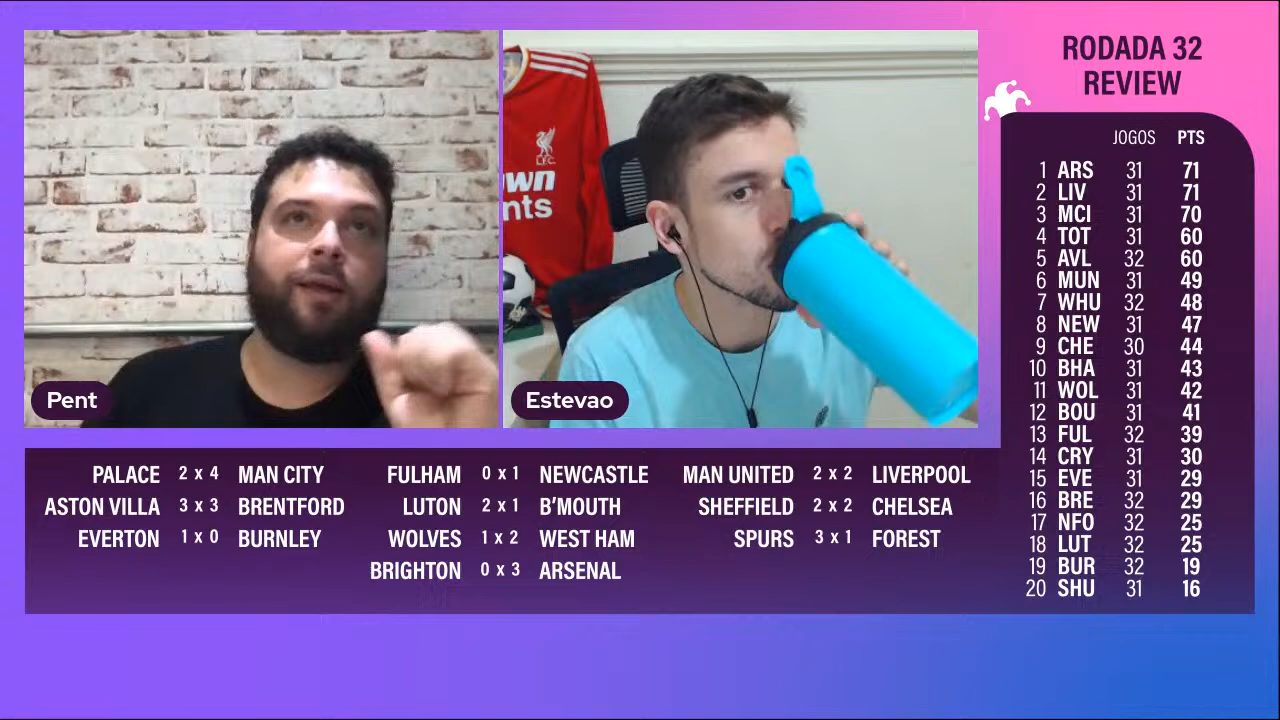 RODADA 32
REVIEW
L.F.C.
wn
nts
Pent
Estevao
PALACE 2 x 4 MAN CITY
ASTON VILLA 3 x 3 BRENTFORD
EVERTON 1 x 0 BURNLEY
FULHAM 0 x 1 NEWCASTLE
LUTON 2 x 1 B'MOUTH
WOLVES 1 x 2 WEST HAM
BRIGHTON 0 x 3 ARSENAL
MAN UNITED 2 x 2 LIVERPOOL
SHEFFIELD 2 x 2 CHELSEA
SPURS 3 x 1 FOREST
JOGOS PTS
1 ARS 31 71
2 LIV 31 71
3 MCI 31 70
4 TOT 31 60
5 AVL 32 60
6 MUN 31 49
7 WHU 32 48
8 NEW 31 47
9 CHE 30 44
10 BHA 31 43
11 WOL 31 42
12 BOU 31 41
13 FUL 32 39
14 CRY 31 30
15 EVE 31 29
16 BRE 32 29
17 NFO 32 25
18 LUT 32 25
19 BUR 32 19
20 SHU 31 16